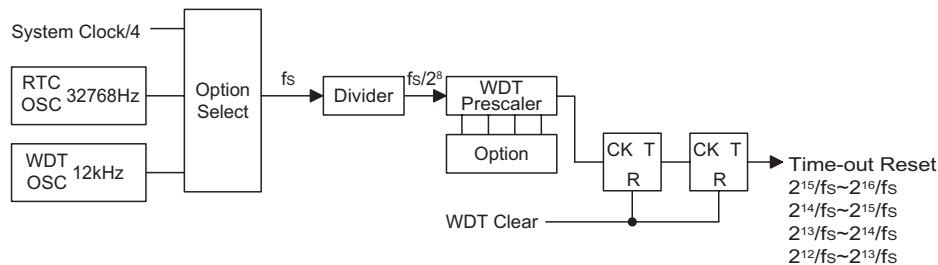 System Clock/4
RTC OSC 32768Hz
WDT OSC 12kHz
Option Select
fS
Divider
fS/2⁸
WDT Prescaler
Option
CK T
R
CK T
R
WDT Clear
Time-out Reset
2¹⁵/fS~2¹⁶/fS
2¹⁴/fS~2¹⁵/fS
2¹³/fS~2¹⁴/fS
2¹²/fS~2¹³/fS